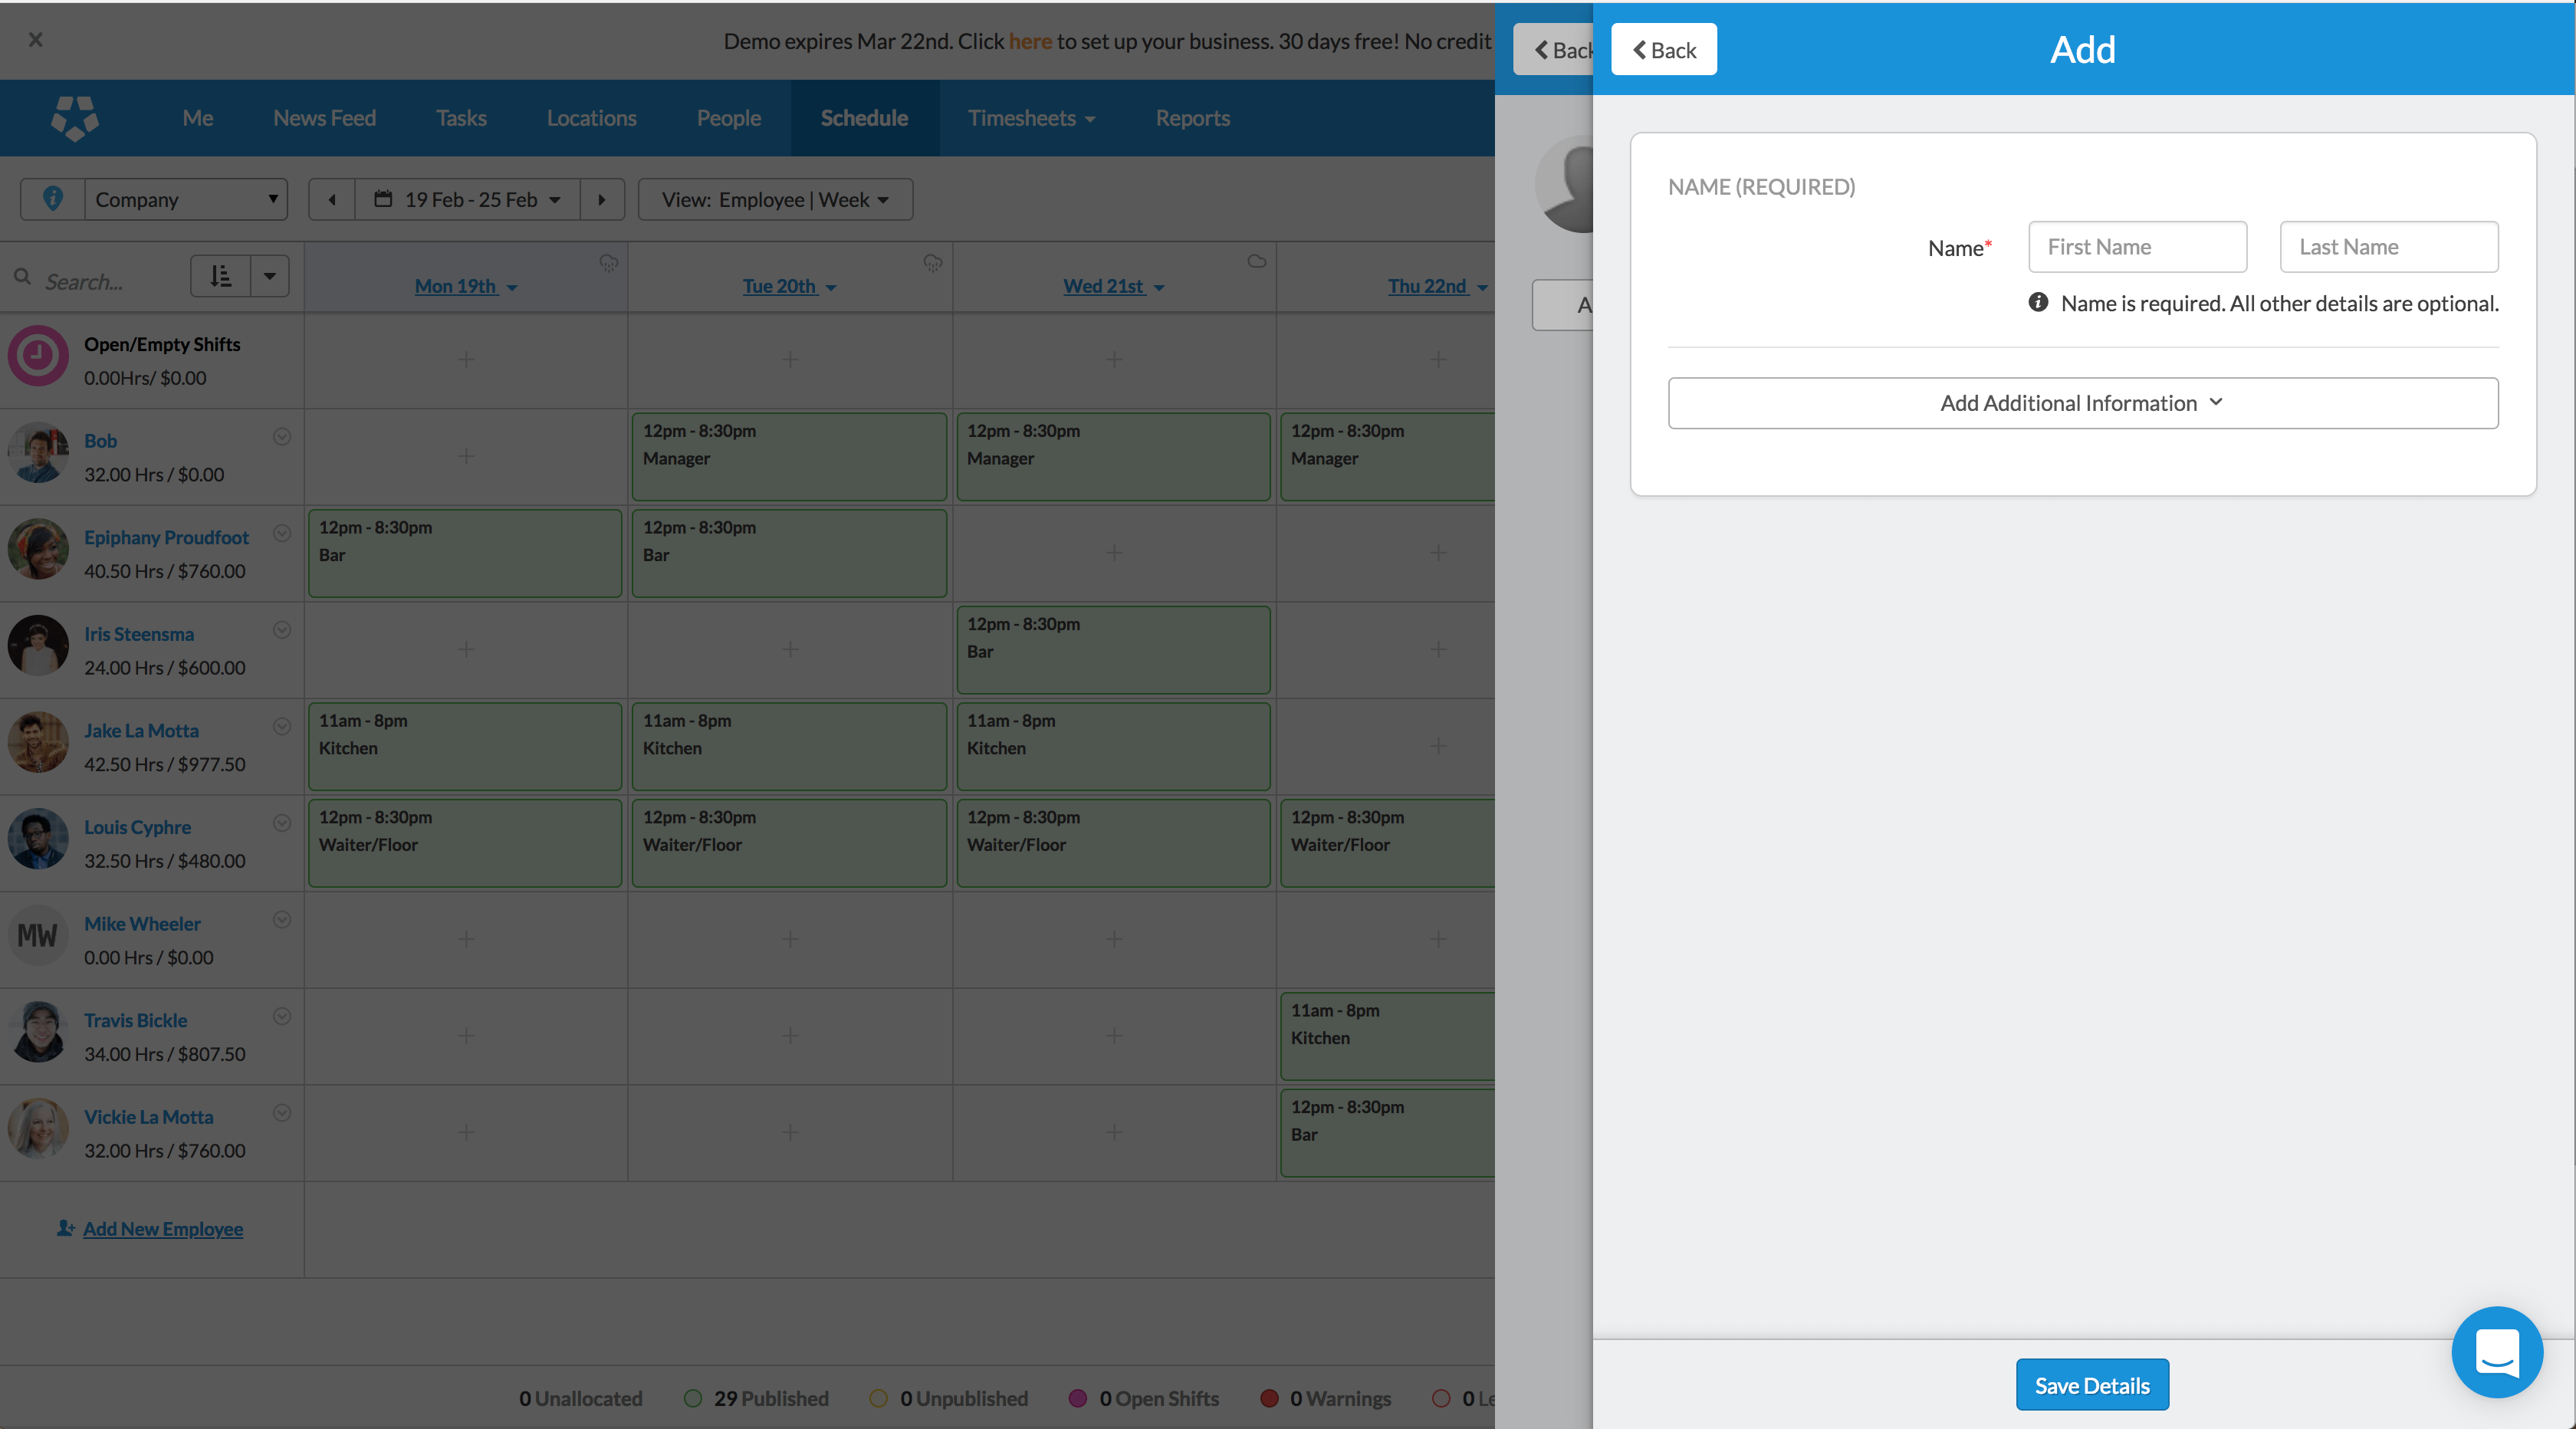 Demo expires Mar 22nd. Click here to set up your business. 30 days free! No credit
Me News Feed Tasks Locations People Schedule Timesheets Reports
Company 19 Feb - 25 Feb View: Employee | Week
Search... Mon 19th Tue 20th Wed 21st Thu 22nd
Open/Empty Shifts
0.00Hrs/ $0.00
Bob
32.00 Hrs / $0.00
12pm - 8:30pm
Manager
12pm - 8:30pm
Manager
12pm - 8:30pm
Manager
Epiphany Proudfoot
40.50 Hrs / $760.00
12pm - 8:30pm
Bar
12pm - 8:30pm
Bar
Iris Steensma
24.00 Hrs / $600.00
12pm - 8:30pm
Bar
Jake La Motta
42.50 Hrs / $977.50
11am - 8pm
Kitchen
11am - 8pm
Kitchen
11am - 8pm
Kitchen
Louis Cyphre
32.50 Hrs / $480.00
12pm - 8:30pm
Waiter/Floor
12pm - 8:30pm
Waiter/Floor
12pm - 8:30pm
Waiter/Floor
12pm - 8:30pm
Waiter/Floor
MW
Mike Wheeler
0.00 Hrs / $0.00
Travis Bickle
34.00 Hrs / $807.50
11am - 8pm
Kitchen
Vickie La Motta
32.00 Hrs / $760.00
12pm - 8:30pm
Bar
Add New Employee
0 Unallocated 29 Published 0 Unpublished 0 Open Shifts 0 Warnings 0
Back
Back
Add
NAME (REQUIRED)
Name* First Name Last Name
Name is required. All other details are optional.
Add Additional Information
Save Details